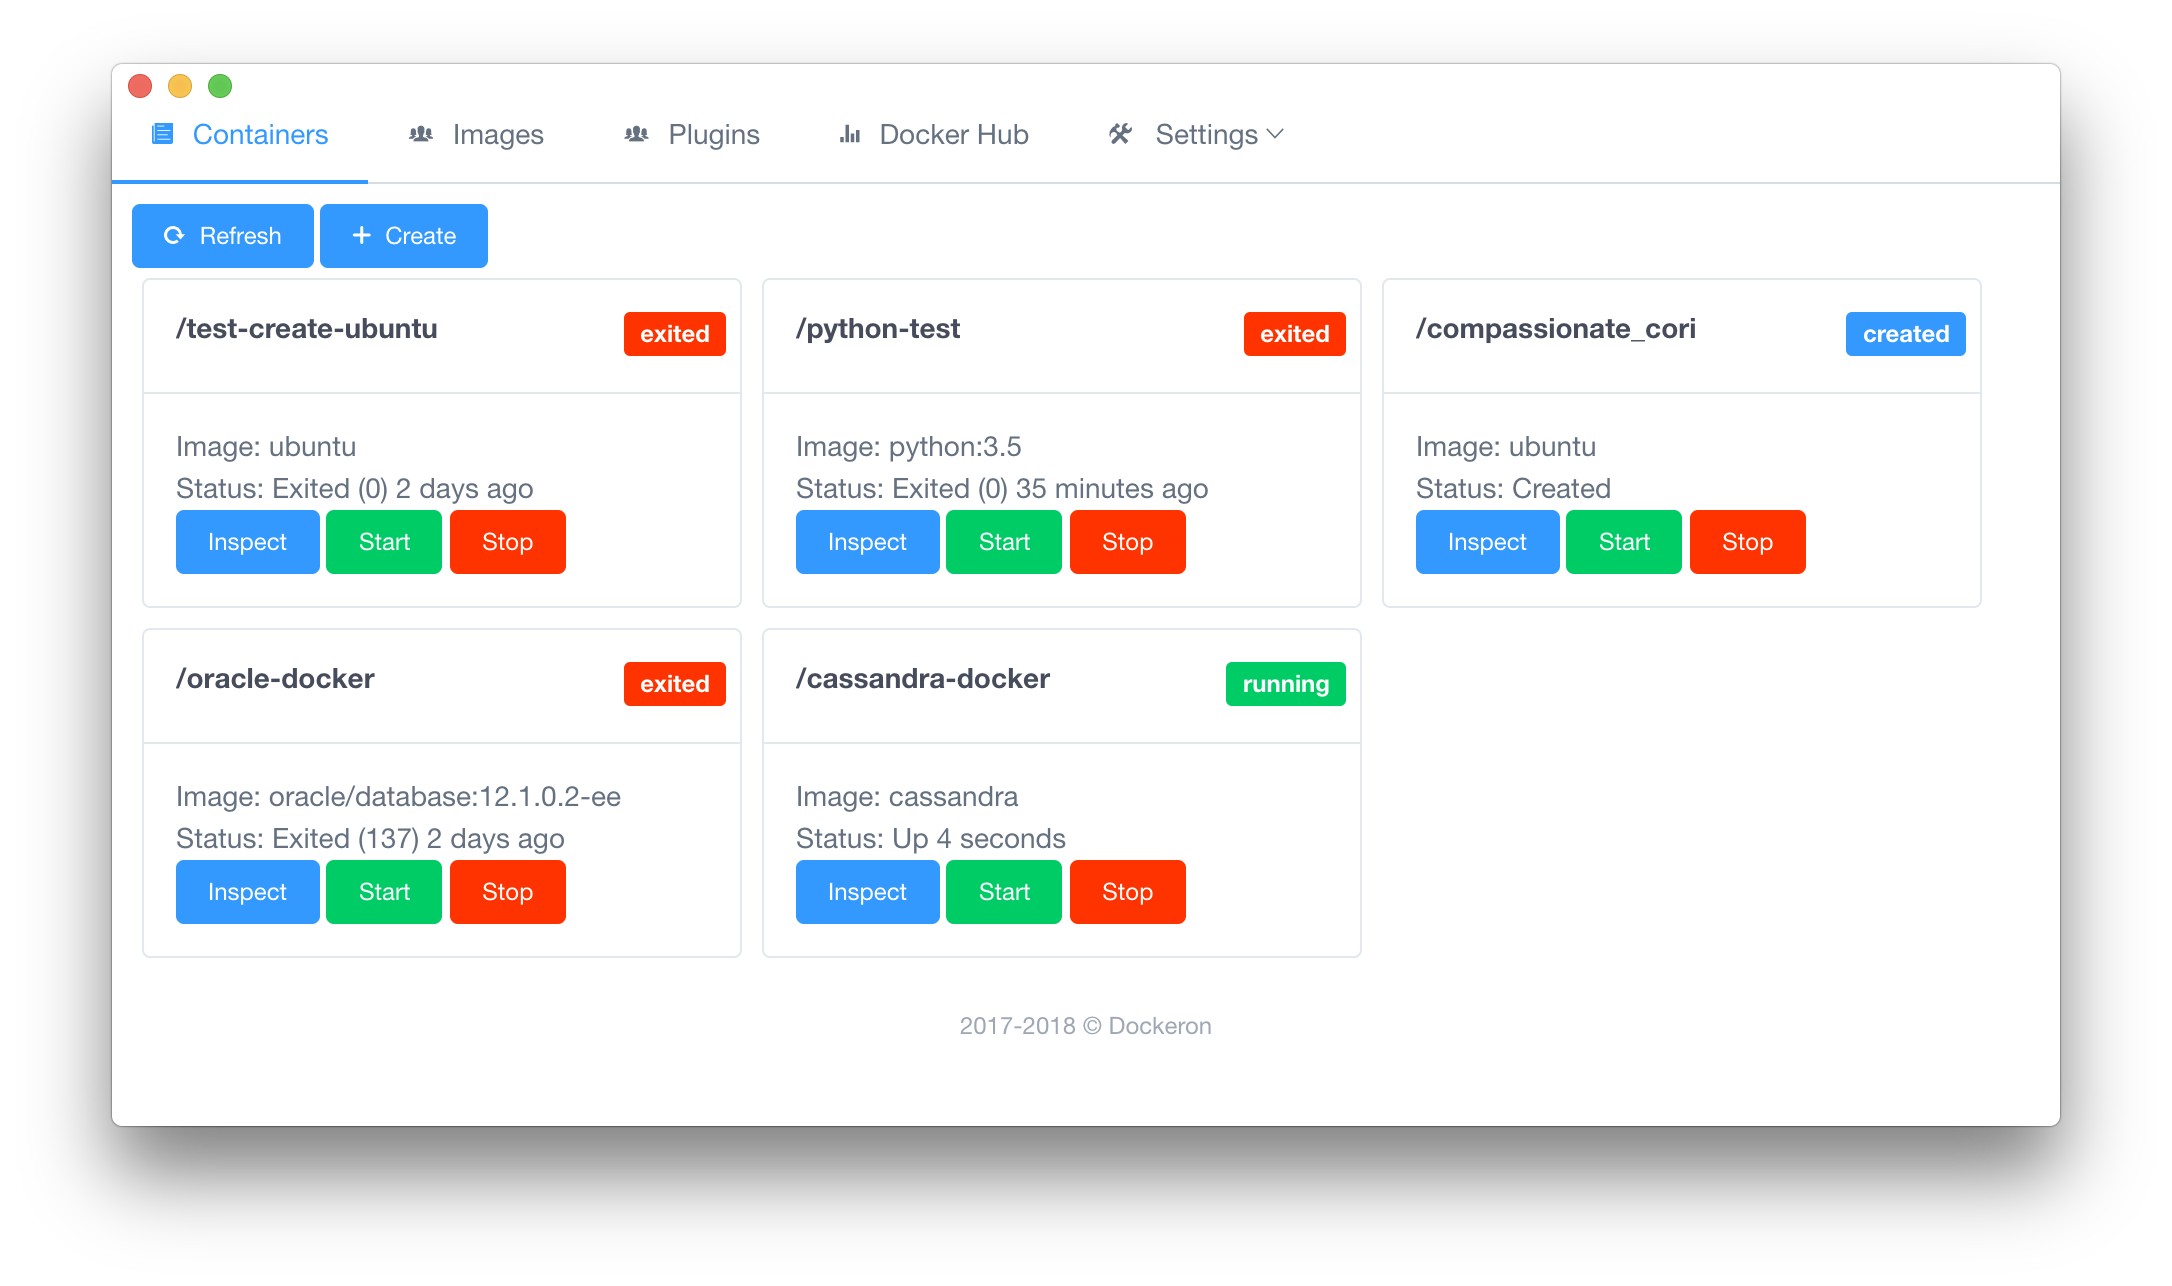 Containers Images Plugins Docker Hub Settings
Refresh Create
/test-create-ubuntu exited
Image: ubuntu
Status: Exited (0) 2 days ago
Inspect Start Stop
/python-test exited
Image: python:3.5
Status: Exited (0) 35 minutes ago
Inspect Start Stop
/compassionate_cori created
Image: ubuntu
Status: Created
Inspect Start Stop
/oracle-docker exited
Image: oracle/database:12.1.0.2-ee
Status: Exited (137) 2 days ago
Inspect Start Stop
/cassandra-docker running
Image: cassandra
Status: Up 4 seconds
Inspect Start Stop
2017-2018 © Dockeron